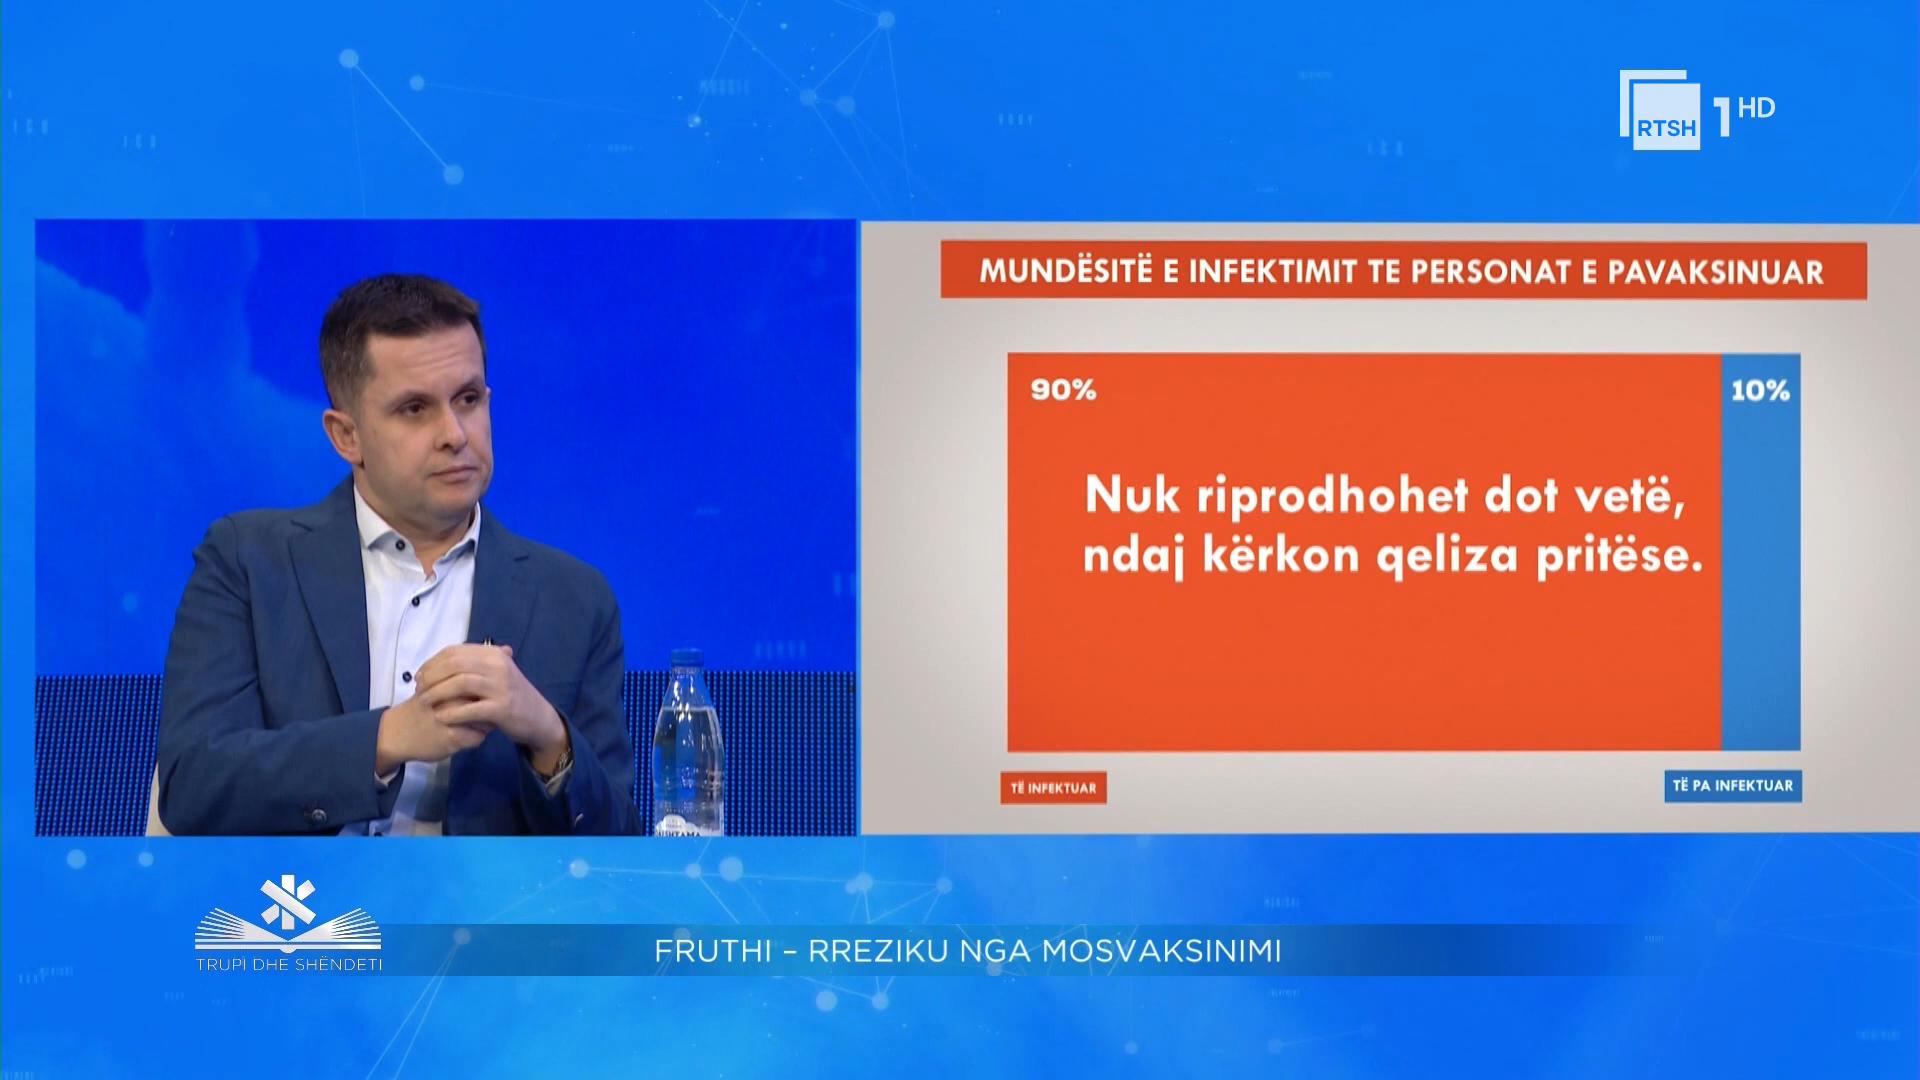 RTSH 1 HD
MUNDËSITË E INFEKTIMIT TE PERSONAT E PAVAKSINUAR
90%
10%
Nuk riprodhohet dot vetë,
ndaj kërkon qeliza pritëse.
TË INFEKTUAR
TË PA INFEKTUAR
TRUPI DHE SHËNDETI
FRUTHI – RREZIKU NGA MOSVAKSINIMI